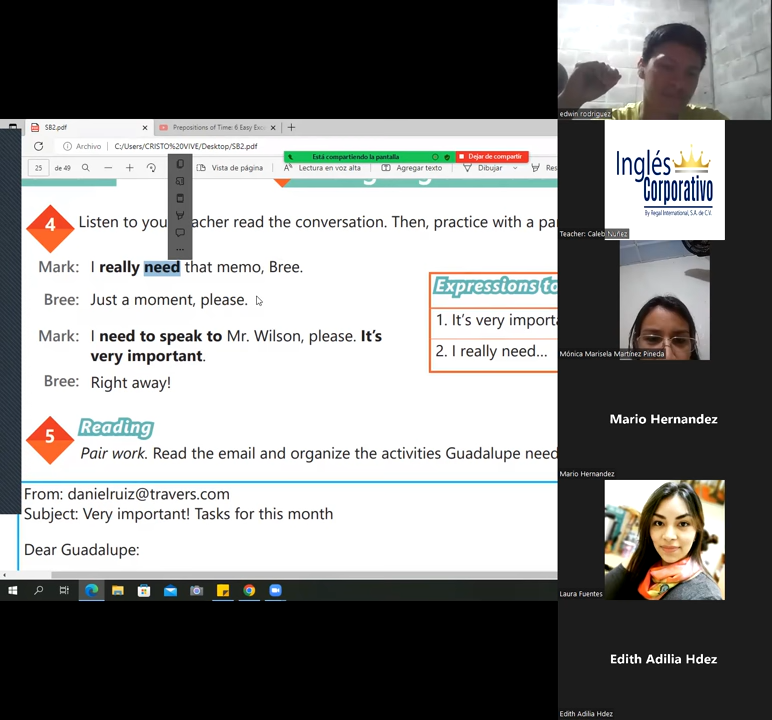 SB2.pdf
Prepositions of Time: 6 Easy Exe
Archivo
C:/Users/CRISTO%20VIVE/Desktop/SB2.pdf
Está compartiendo la pantalla
Dejar de compartir
25 de 49
Vista de página
Lectura en voz alta
Agregar texto
Dibujar
4
Listen to you acher read the conversation. Then, practice with a par
Mark: I really need that memo, Bree.
Bree: Just a moment, please.
Mark: I need to speak to Mr. Wilson, please. It's
very important.
Bree: Right away!
Expressions to
1. It's very importa
2. I really need...
5
Reading
Pair work. Read the email and organize the activities Guadalupe need
From: danielruiz@travers.com
Subject: Very important! Tasks for this month
Dear Guadalupe:
edwin rodriguez
Inglés
Corporativo
By Regal International, S.A. de C.V.
Teacher: Caleb Nuñez
Mónica Marisela Martínez Pineda
Mario Hernandez
Mario Hernandez
Laura Fuentes
Edith Adilia Hdez
Edith Adilia Hdez